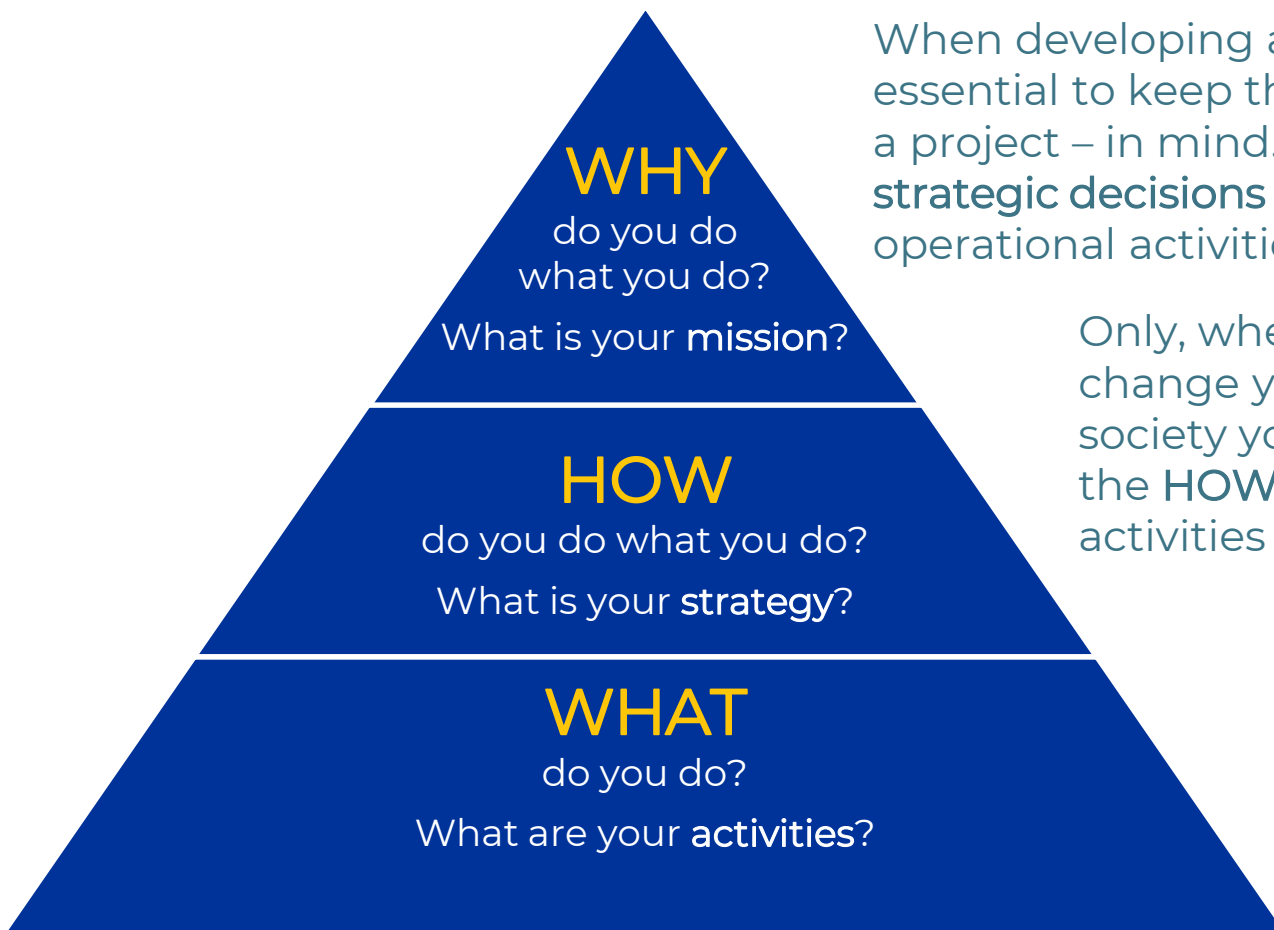 WHY
do you do
what you do?
What is your mission?
HOW
do you do what you do?
What is your strategy?
WHAT
do you do?
What are your activities?
When developing
essential to keep
a project – in mind.
strategic decisions
operational
Only,
change
society
the HOW
activities